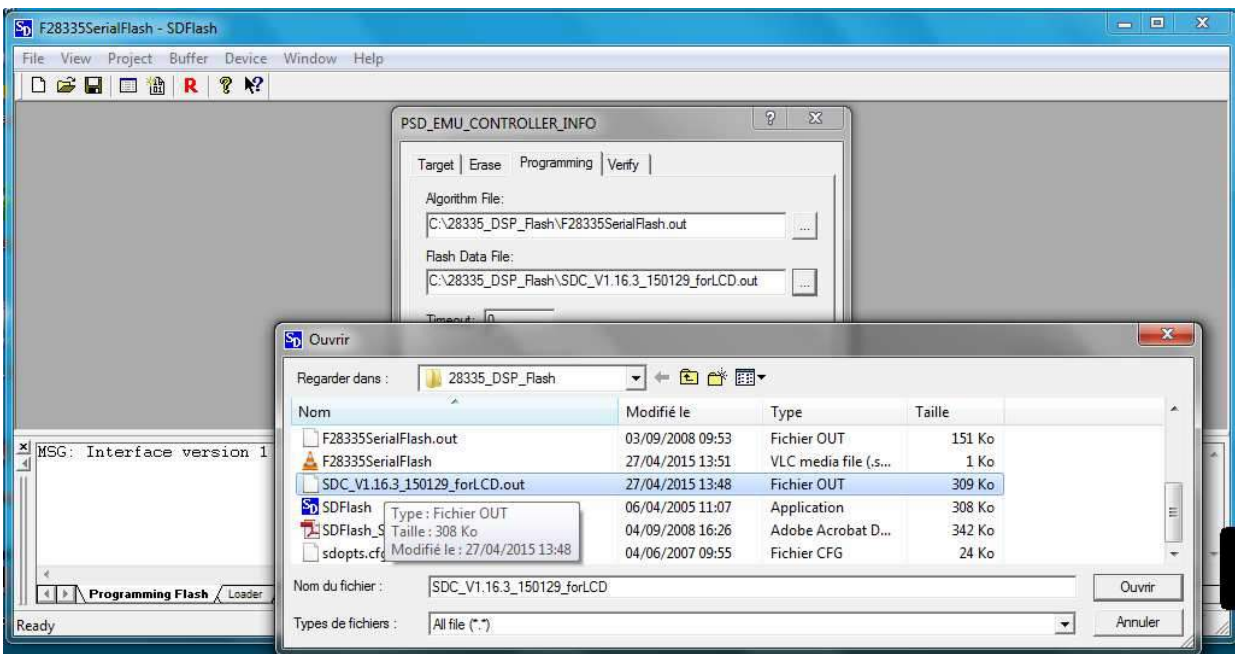 F28335SerialFlash - SDFlash
File View Project Buffer Device Window Help
R
PSD_EMU_CONTROLLER_INFO
Target Erase Programming Verify
Algorithm File:
C:\28335_DSP_Flash\F28335SerialFlash.out ...
Flash Data File:
C:\28335_DSP_Flash\SDC_V1.16.3_150129_forLCD.out ...
Timeout: 0
SD Ouvrir
Regarder dans : 28335_DSP_Flash
Nom Modifié le Type Taille
F28335SerialFlash.out 03/09/2008 09:53 Fichier OUT 151 Ko
F28335SerialFlash 27/04/2015 13:51 VLC media file (.s... 1 Ko
SDC_V1.16.3_150129_forLCD.out 27/04/2015 13:48 Fichier OUT 309 Ko
SDFlash 06/04/2005 11:07 Application 308 Ko
SDFlash_S 04/09/2008 16:26 Adobe Acrobat D... 342 Ko
sdopts.cfg 04/06/2007 09:55 Fichier CFG 24 Ko
Type : Fichier OUT
Taille : 308 Ko
Modifié le : 27/04/2015 13:48
Nom du fichier : SDC_V1.16.3_150129_forLCD Ouvrir
Types de fichiers : All file (*.*) Annuler
MSG: Interface version 1
Programming Flash Loader
Ready